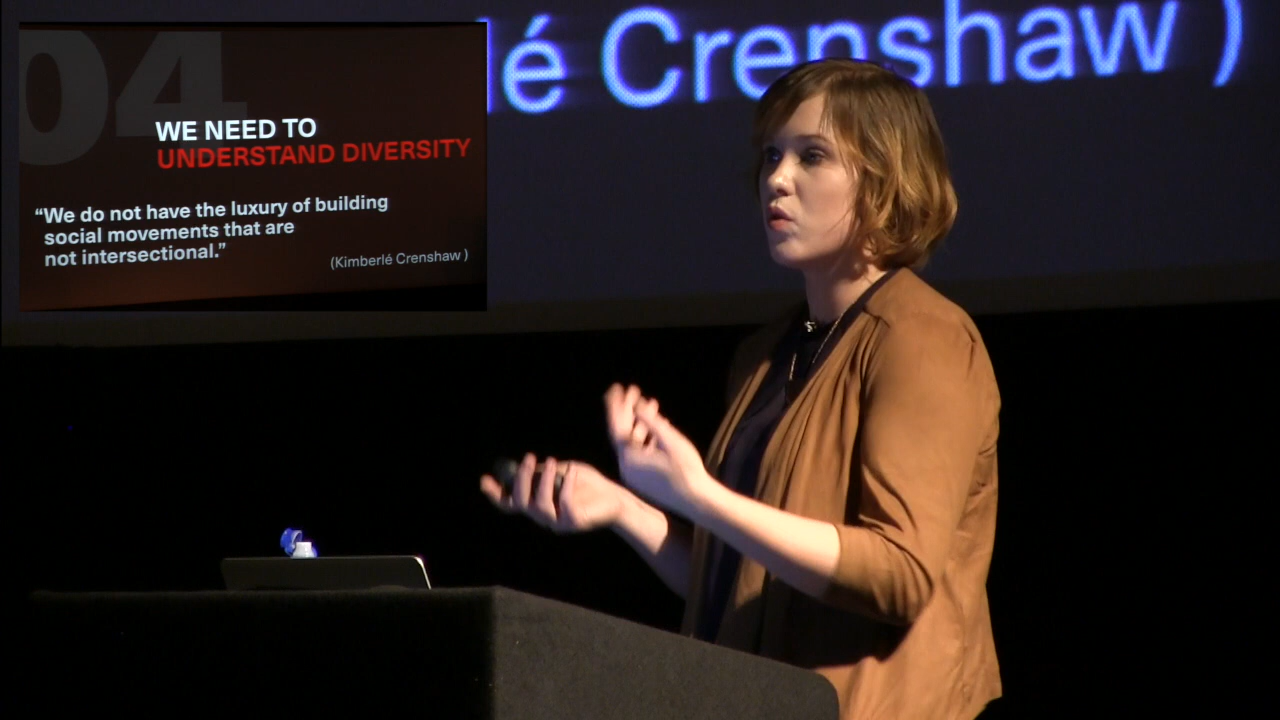 lé Crenshaw )
04
WE NEED TO
UNDERSTAND DIVERSITY
“We do not have the luxury of building
social movements that are
not intersectional.”
(Kimberlé Crenshaw )